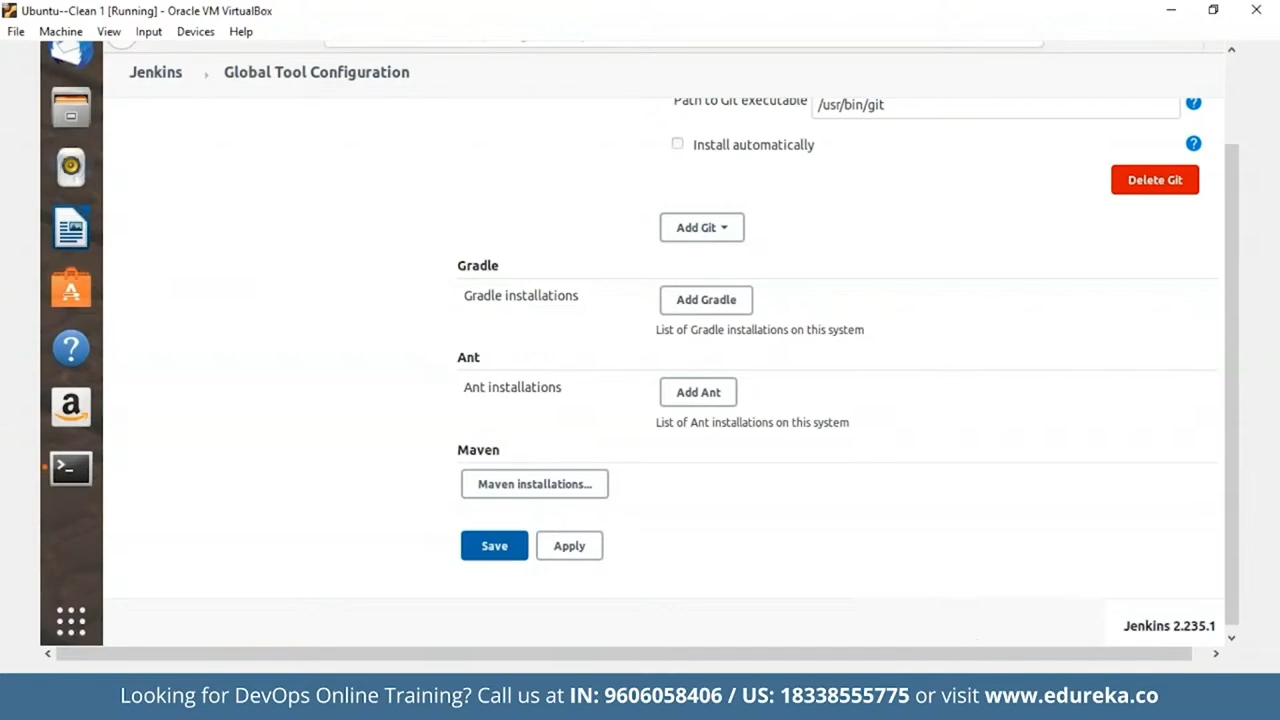 Ubuntu--Clean 1 [Running] - Oracle VM VirtualBox
File Machine View Input Devices Help
Jenkins › Global Tool Configuration
Path to Git executable /usr/bin/git ?
Install automatically ?
Delete Git
Add Git
Gradle
Gradle installations Add Gradle
List of Gradle installations on this system
Ant
Ant installations Add Ant
List of Ant installations on this system
Maven
Maven installations...
Save Apply
Jenkins 2.235.1
Looking for DevOps Online Training? Call us at IN: 9606058406 / US: 18338555775 or visit www.edureka.co